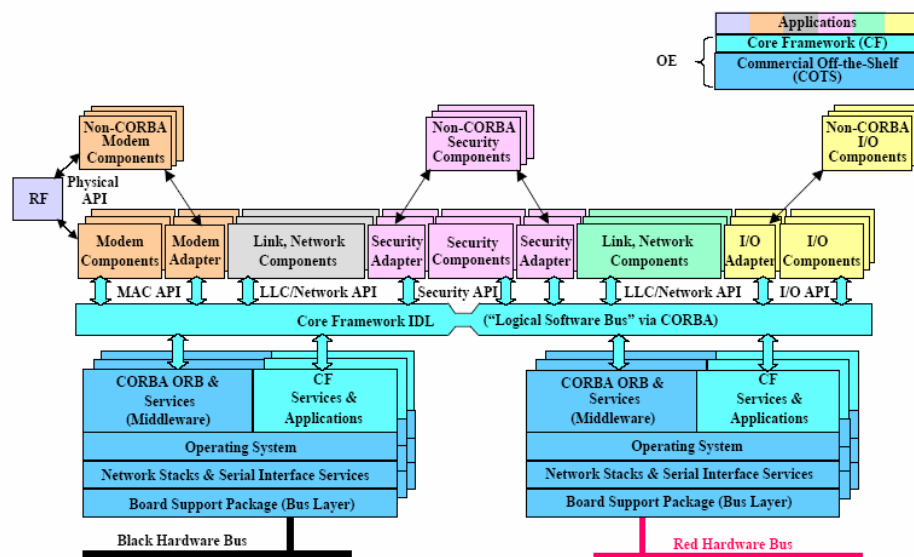 Applications
Core Framework (CF)
OE
Commercial Off-the-Shelf
(COTS)
Non-CORBA
Modem
Components
Non-CORBA
Security
Components
Non-CORBA
I/O
Components
Physical
API
RF
Modem
Components
Modem
Adapter
Link, Network
Components
Security
Adapter
Security
Components
Security
Adapter
Link, Network
Components
I/O
Adapter
I/O
Components
MAC API
LLC/Network API
Security API
LLC/Network API
I/O API
Core Framework IDL
(“Logical Software Bus” via CORBA)
CORBA ORB &
Services
(Middleware)
CF
Services &
Applications
Operating System
Network Stacks & Serial Interface Services
Board Support Package (Bus Layer)
Black Hardware Bus
CORBA ORB &
Services
(Middleware)
CF
Services &
Applications
Operating System
Network Stacks & Serial Interface Services
Board Support Package (Bus Layer)
Red Hardware Bus